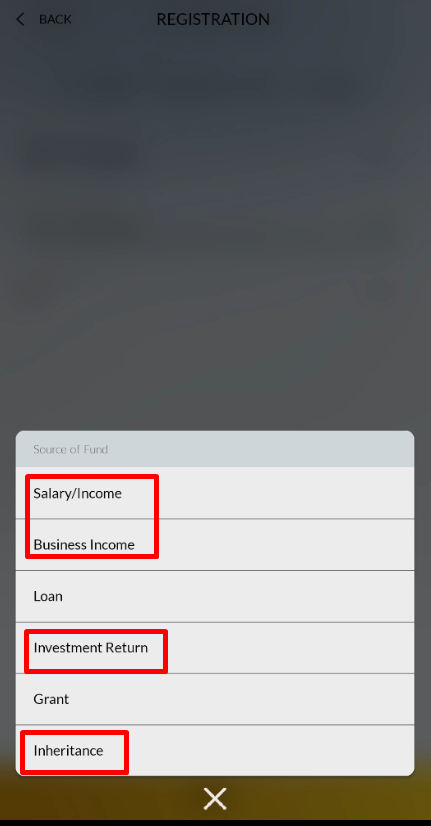 BACK
REGISTRATION
Source of Fund
Salary/Income
Business Income
Loan
Investment Return
Grant
Inheritance